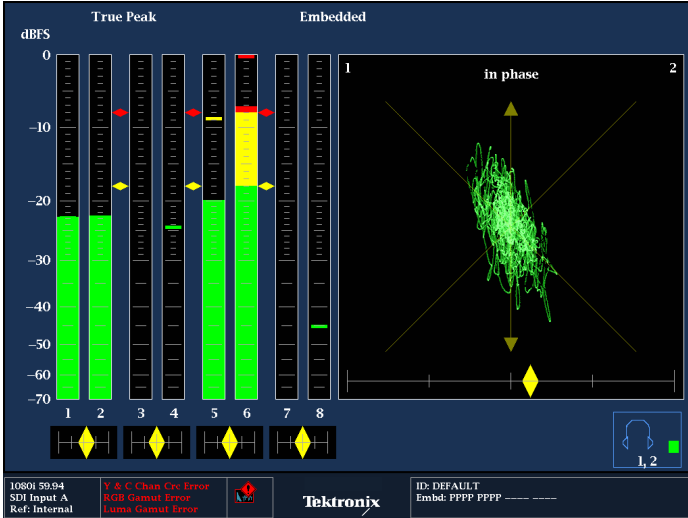 True Peak
Embedded
dBFS
0
-10
-20
-30
-40
-50
-60
-70
1 2 3 4 5 6 7 8
1 in phase 2
1, 2
1080i 59.94
SDI Input A
Ref: Internal
Y & C Chan Crc Error
RGB Gamut Error
Luma Gamut Error
Tektronix
ID: DEFAULT
Embd: PPPP PPPP ---- ----